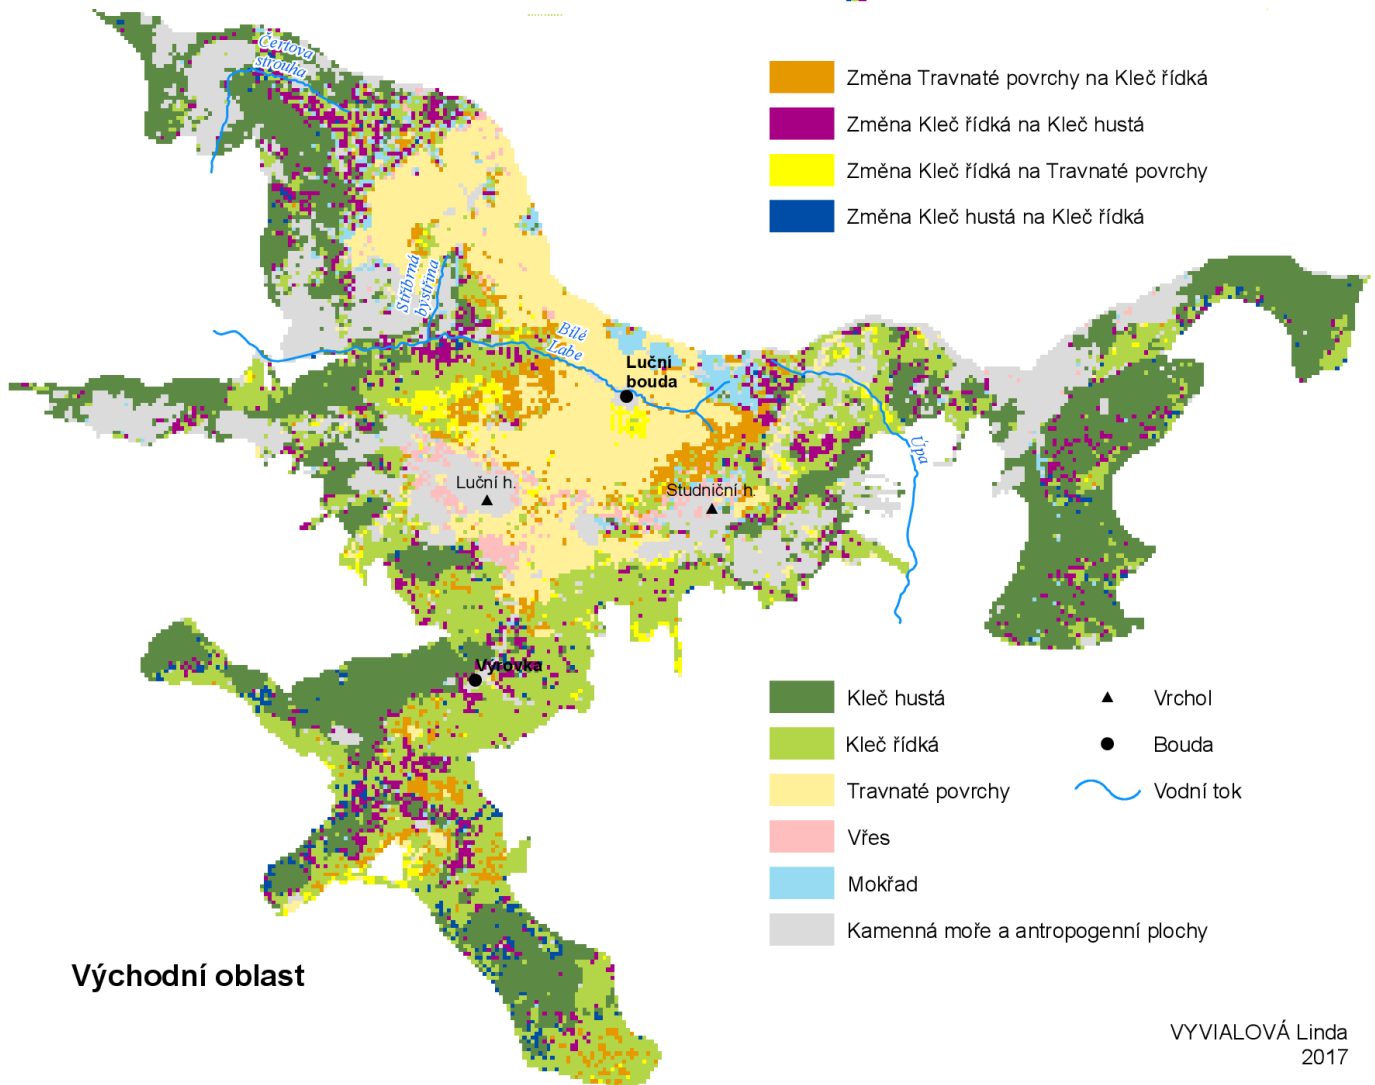 Čertova
strouha
Změna Travnaté povrchy na Kleč řídká
Změna Kleč řídká na Kleč hustá
Změna Kleč řídká na Travnaté povrchy
Změna Kleč hustá na Kleč řídká
Stříbrná
bystřina
Bílé
Labe
Luční
bouda
Úpa
Luční h.
Studniční h.
Výrovka
Kleč hustá
Kleč řídká
Travnaté povrchy
Vřes
Mokřad
Kamenná moře a antropogenní plochy
Vrchol
Bouda
Vodní tok
Východní oblast
VYVIALOVÁ Linda
2017